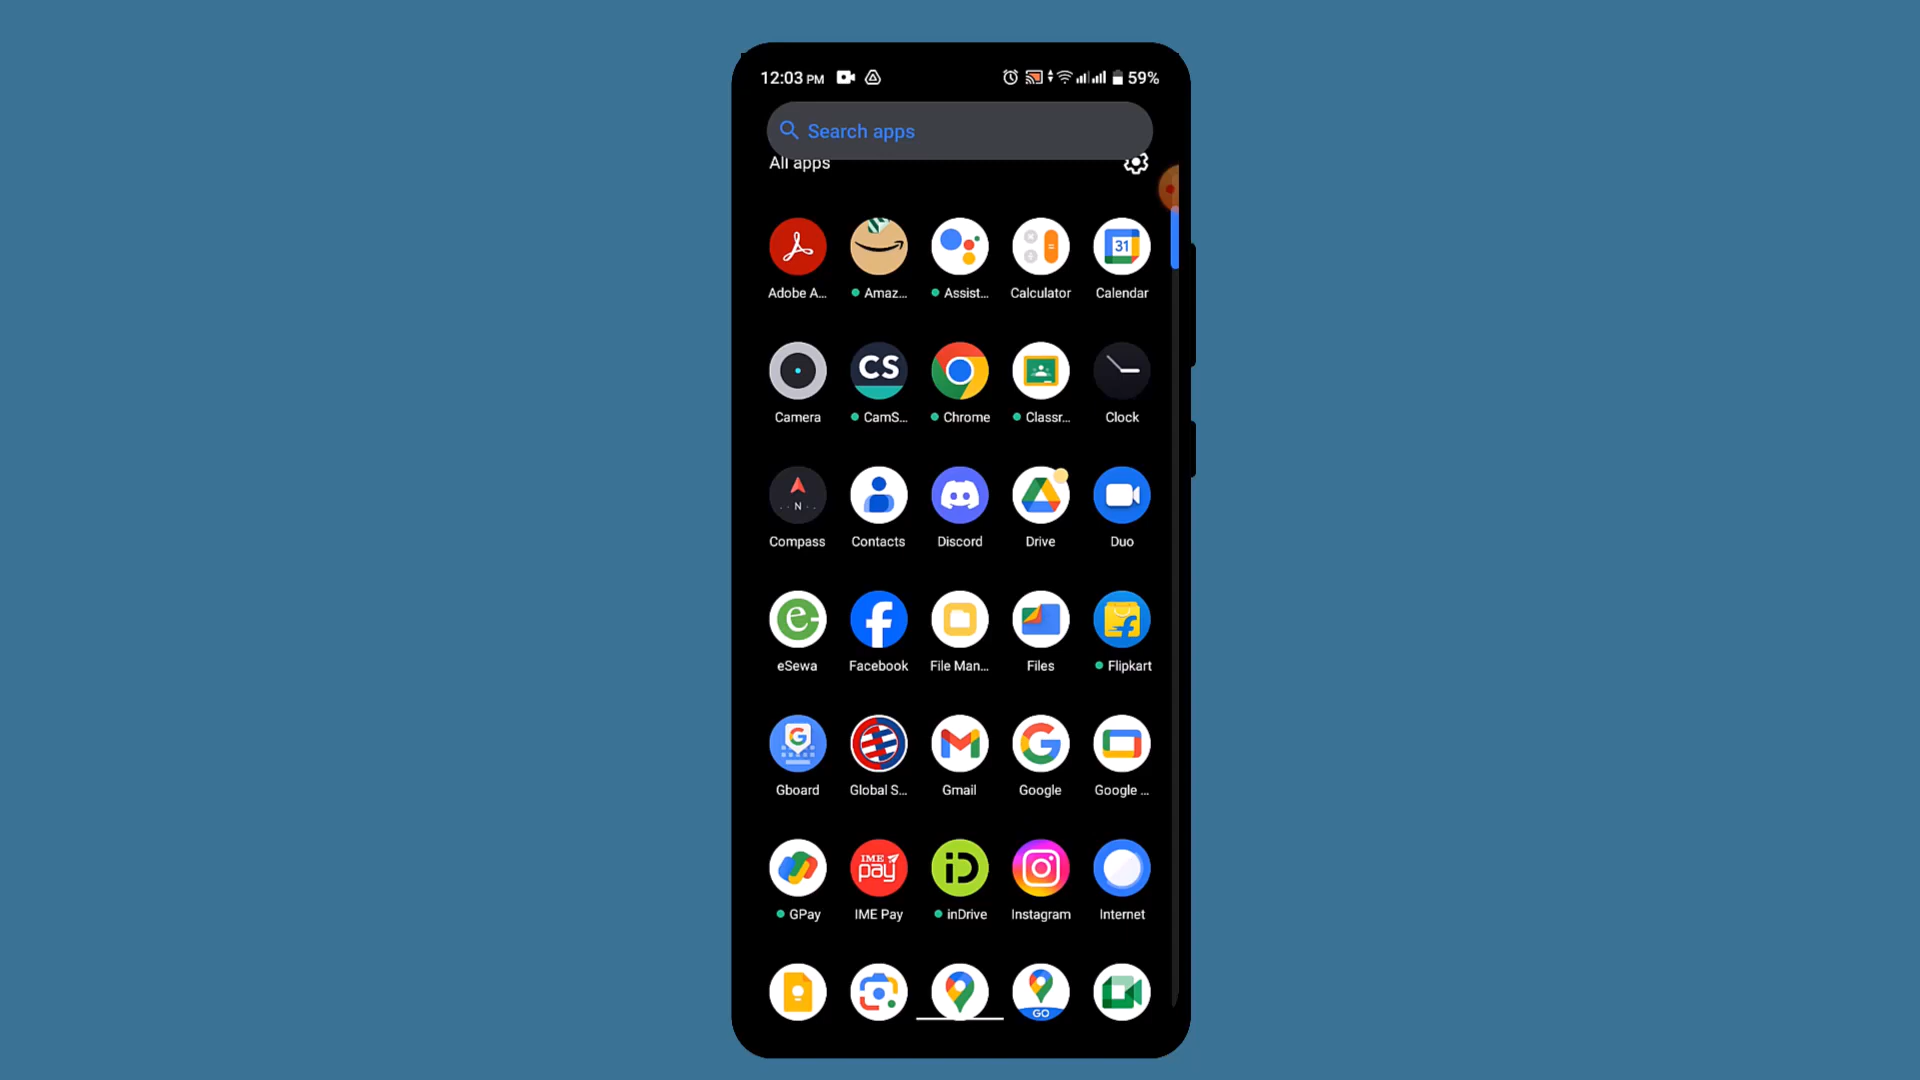 12:03 PM 59%
Search apps
All apps
31
Adobe A... Amaz... Assist... Calculator Calendar
CS
Camera CamS... Chrome Classr... Clock
N
Compass Contacts Discord Drive Duo
e
f
eSewa Facebook File Man... Files Flipkart
G
Gboard Global S... Gmail Google Google ...
IME pay
iD
GPay IME Pay inDrive Instagram Internet
GO